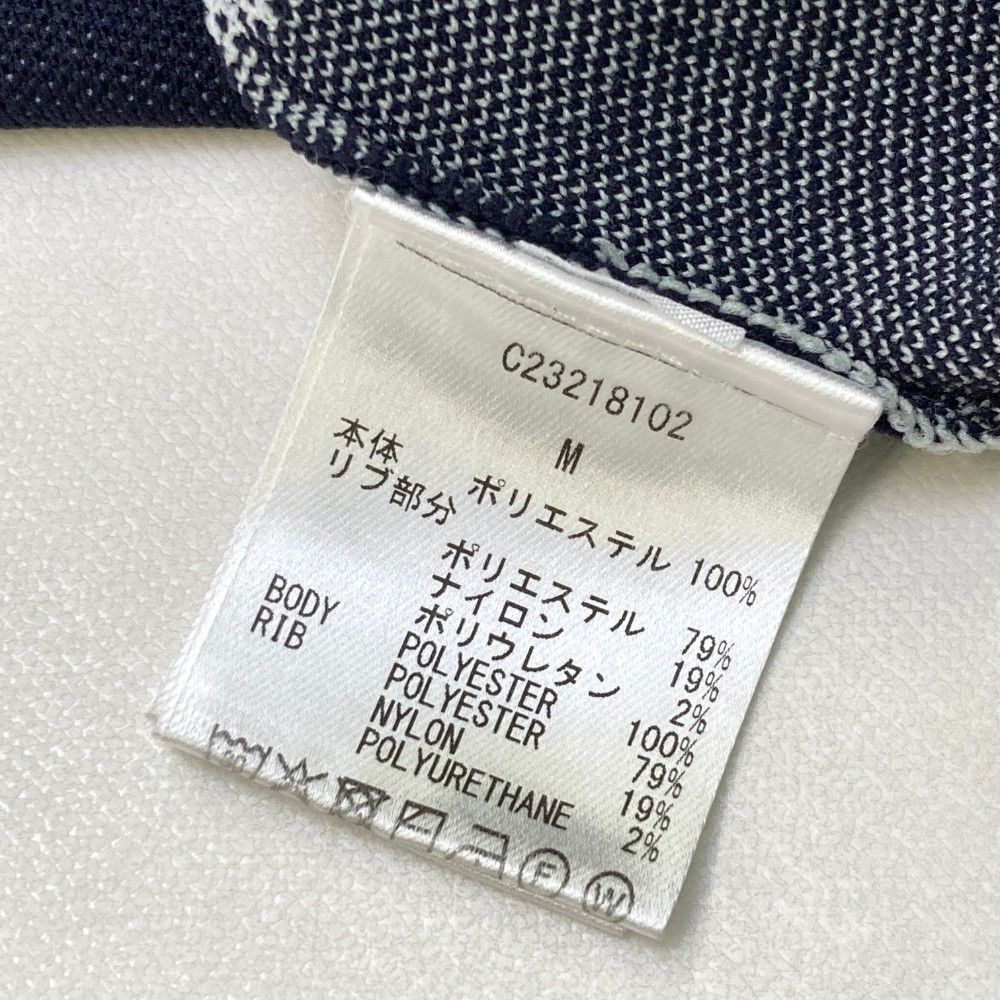 C23218102
M
本体 ポリエステル 100%
リブ部分
ポリエステル 79%
ナイロン 19%
ポリウレタン 2%
BODY POLYESTER 100%
RIB POLYESTER 79%
NYLON 19%
POLYURETHANE 2%
F W